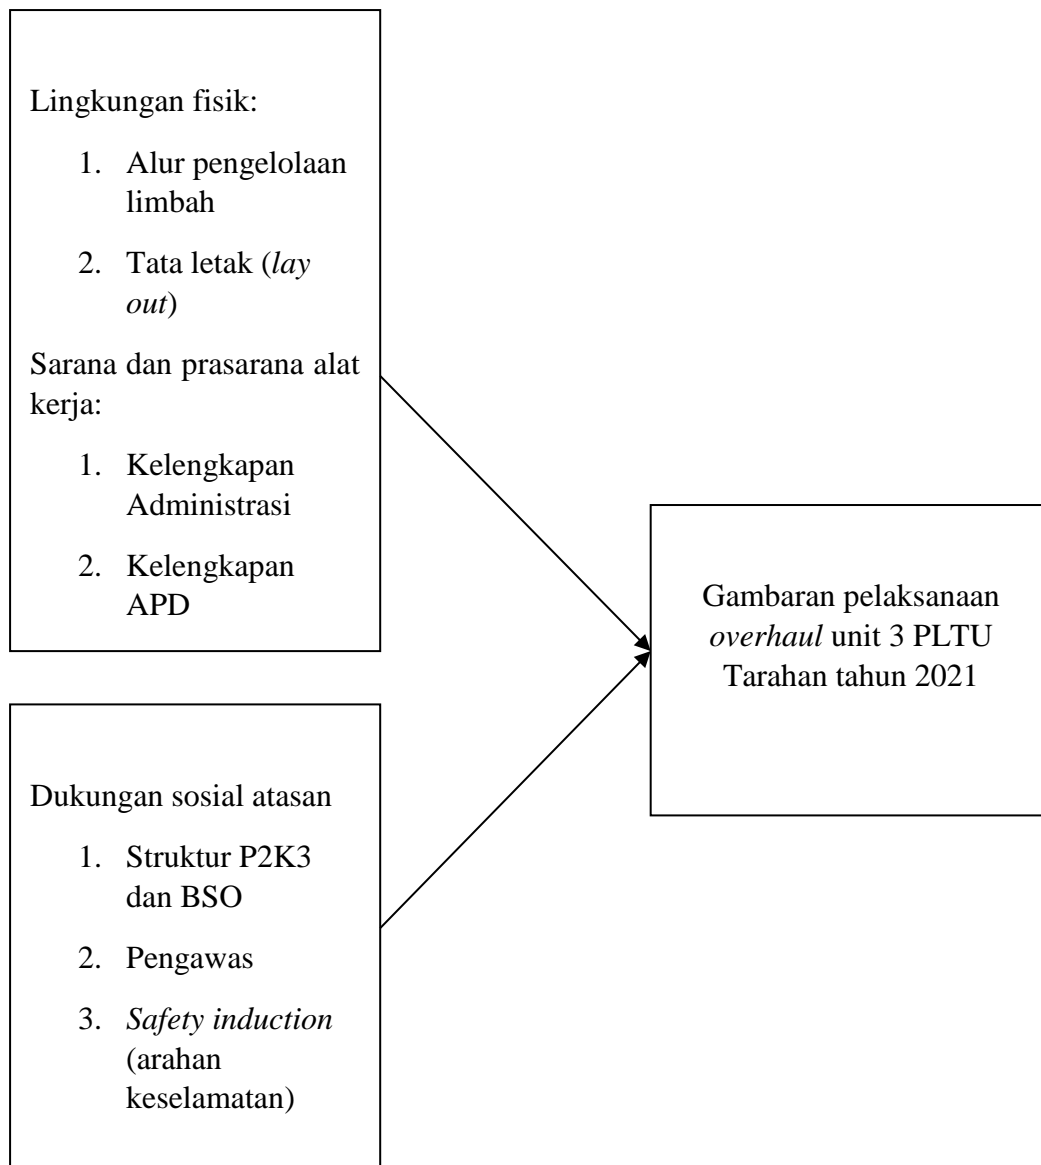 Lingkungan fisik:
1. Alur pengelolaan
limbah
2. Tata letak (lay
out)
Sarana dan prasarana alat
kerja:
1. Kelengkapan
Administrasi
2. Kelengkapan
APD
Gambaran pelaksanaan
overhaul unit 3 PLTU
Tarahan tahun 2021
Dukungan sosial atasan
1. Struktur P2K3
dan BSO
2. Pengawas
3. Safety induction
(arahan
keselamatan)